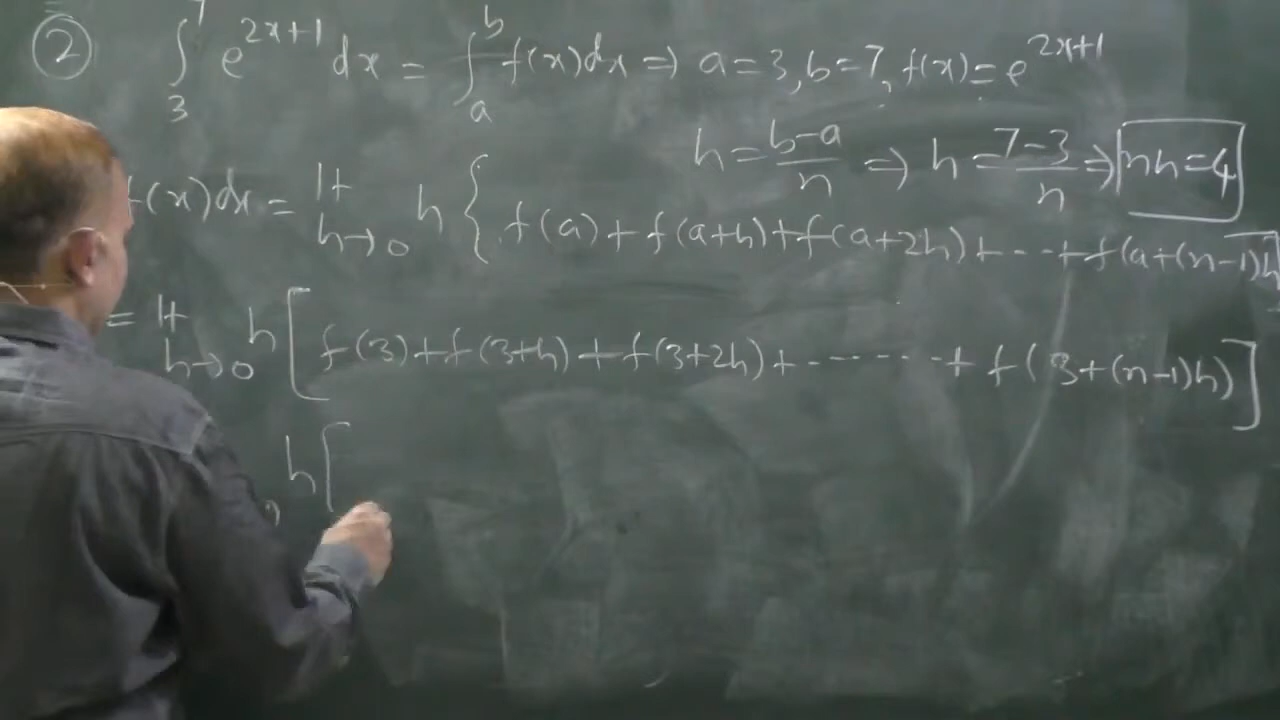 ② ∫₃⁷ e^{2x+1} dx = ∫ₐᵇ f(x)dx ⇒ a=3, b=7, f(x)=e^{2x+1}
h = (b-a)/n ⇒ h = (7-3)/n ⇒ nh=4
f(x)dx = lt h→0 h { f(a)+f(a+h)+f(a+2h)+---+f(a+(n-1)h
= lt h→0 h [ f(3)+f(3+h)+f(3+2h)+------+f(3+(n-1)h) ]
0 h [